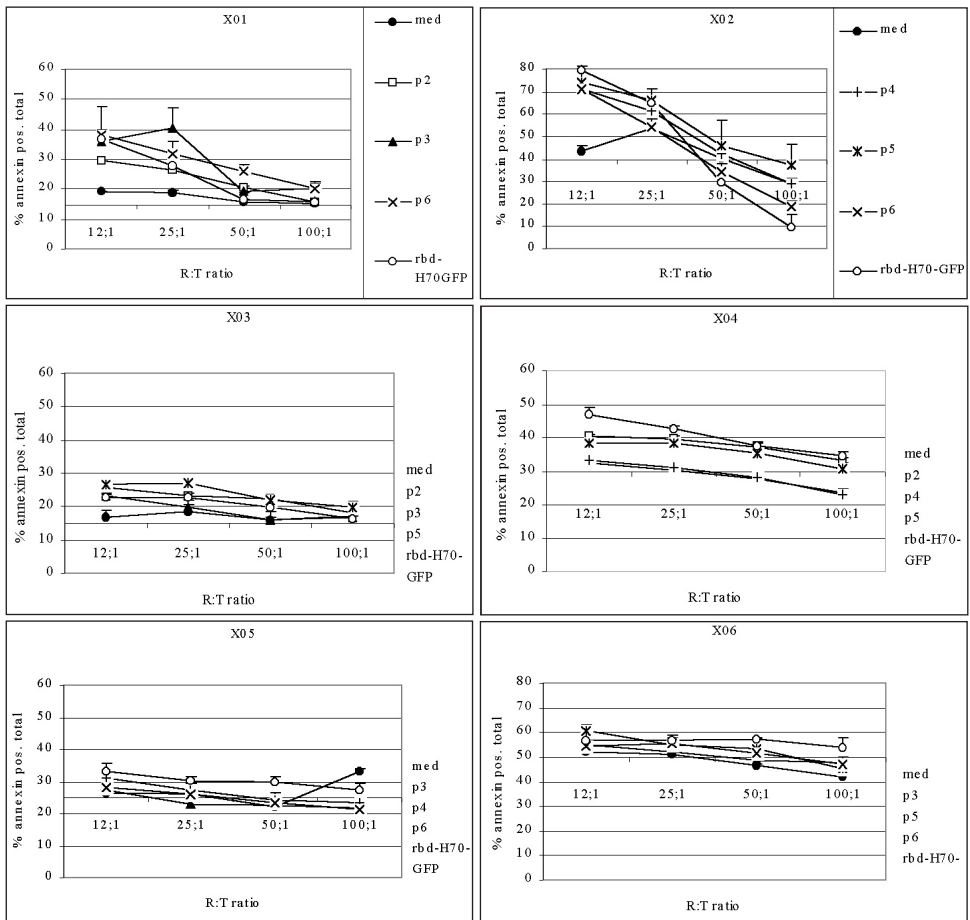 X01
% annexin pos. total
60
50
40
30
20
10
0
12;1 25;1 50;1 100;1
R:T ratio
med
p2
p3
p6
rbd-
H70GFP
X02
% annexin pos. total
80
70
60
50
40
30
20
10
0
12;1 25;1 50;1 100;1
R:T ratio
med
p4
p5
p6
rbd-H70-GFP
X03
% annexin pos. total
60
50
40
30
20
10
0
12;1 25;1 50;1 100;1
R:T ratio
med
p2
p3
p5
rbd-H70-
GFP
X04
% annexin pos. total
60
50
40
30
20
10
0
12;1 25;1 50;1 100;1
R:T ratio
med
p2
p4
p5
rbd-H70-
GFP
X05
% annexin pos. total
60
50
40
30
20
10
0
12;1 25;1 50;1 100;1
R:T ratio
med
p3
p4
p6
rbd-H70-
GFP
X06
% annexin pos. total
80
70
60
50
40
30
20
10
0
12;1 25;1 50;1 100;1
R:T ratio
med
p3
p5
p6
rbd-H70-